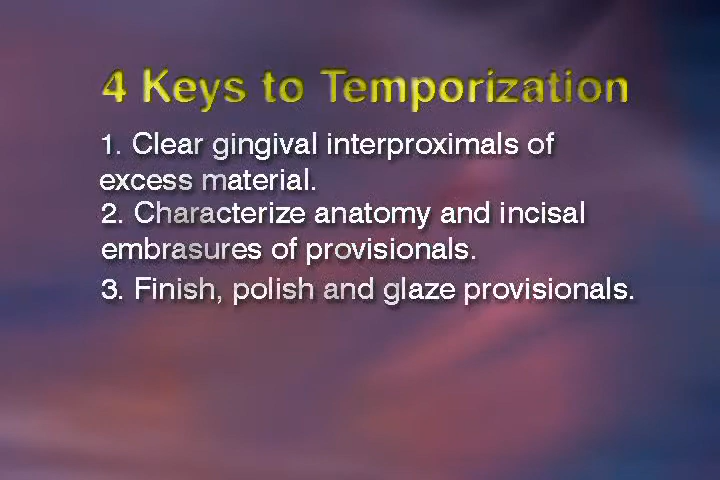 4 Keys to Temporization
1. Clear gingival interproximals of
excess material.
2. Characterize anatomy and incisal
embrasures of provisionals.
3. Finish, polish and glaze provisionals.